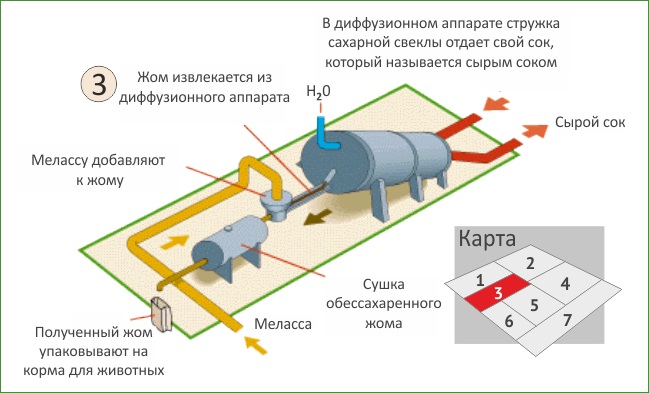 В диффузионном аппарате стружка
сахарной свеклы отдает свой сок,
который называется сырым соком
3
Жом извлекается из
диффузионного аппарата
H₂O
Сырой сок
Мелассу добавляют
к жому
Карта
1
2
3
4
5
6
7
Сушка
обессахаренного
жома
Меласса
Полученный жом
упаковывают на
корма для животных